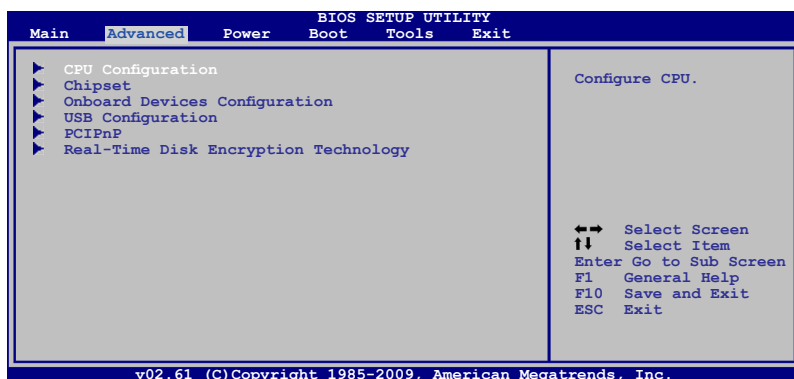 BIOS SETUP UTILITY
Main Advanced Power Boot Tools Exit
CPU Configuration
Chipset
Onboard Devices Configuration
USB Configuration
PCIPnP
Real-Time Disk Encryption Technology
Configure CPU.
←→ Select Screen
↑↓ Select Item
Enter Go to Sub Screen
F1 General Help
F10 Save and Exit
ESC Exit
v02.61 (C)Copyright 1985-2009, American Megatrends, Inc.